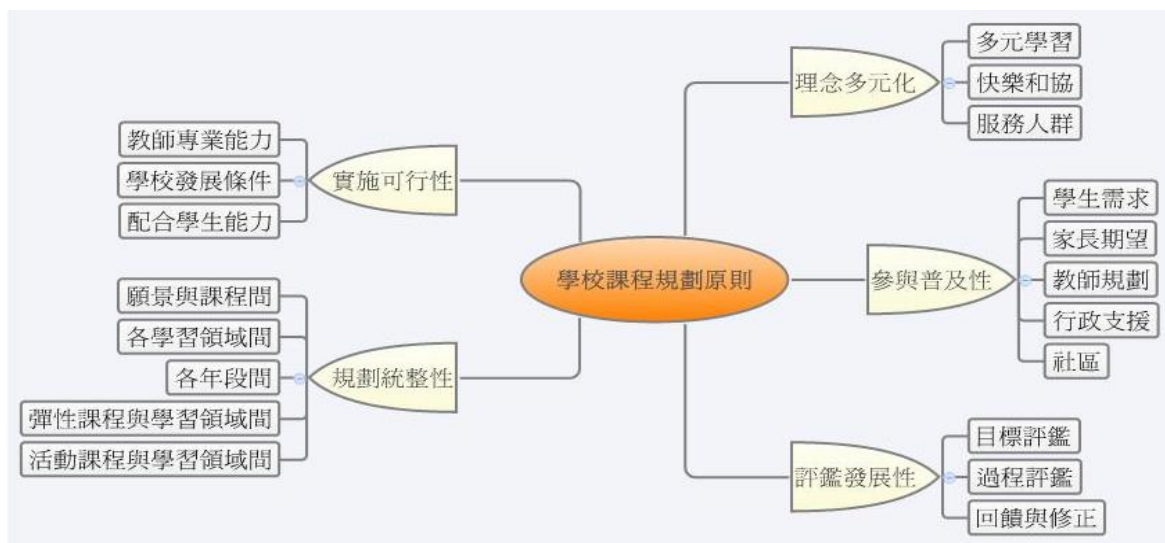 學校課程規劃原則
理念多元化
多元學習
快樂和協
服務人群
參與普及性
學生需求
家長期望
教師規劃
行政支援
社區
評鑑發展性
目標評鑑
過程評鑑
回饋與修正
實施可行性
教師專業能力
學校發展條件
配合學生能力
規劃統整性
願景與課程間
各學習領域間
各年段間
彈性課程與學習領域間
活動課程與學習領域間